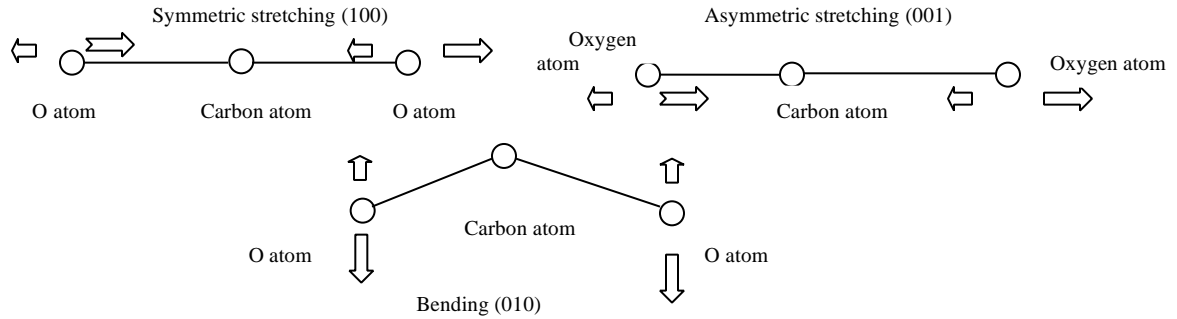 Symmetric stretching (100)
O atom
Carbon atom
O atom
Asymmetric stretching (001)
Oxygen
atom
Carbon atom
Oxygen atom
O atom
Carbon atom
O atom
Bending (010)